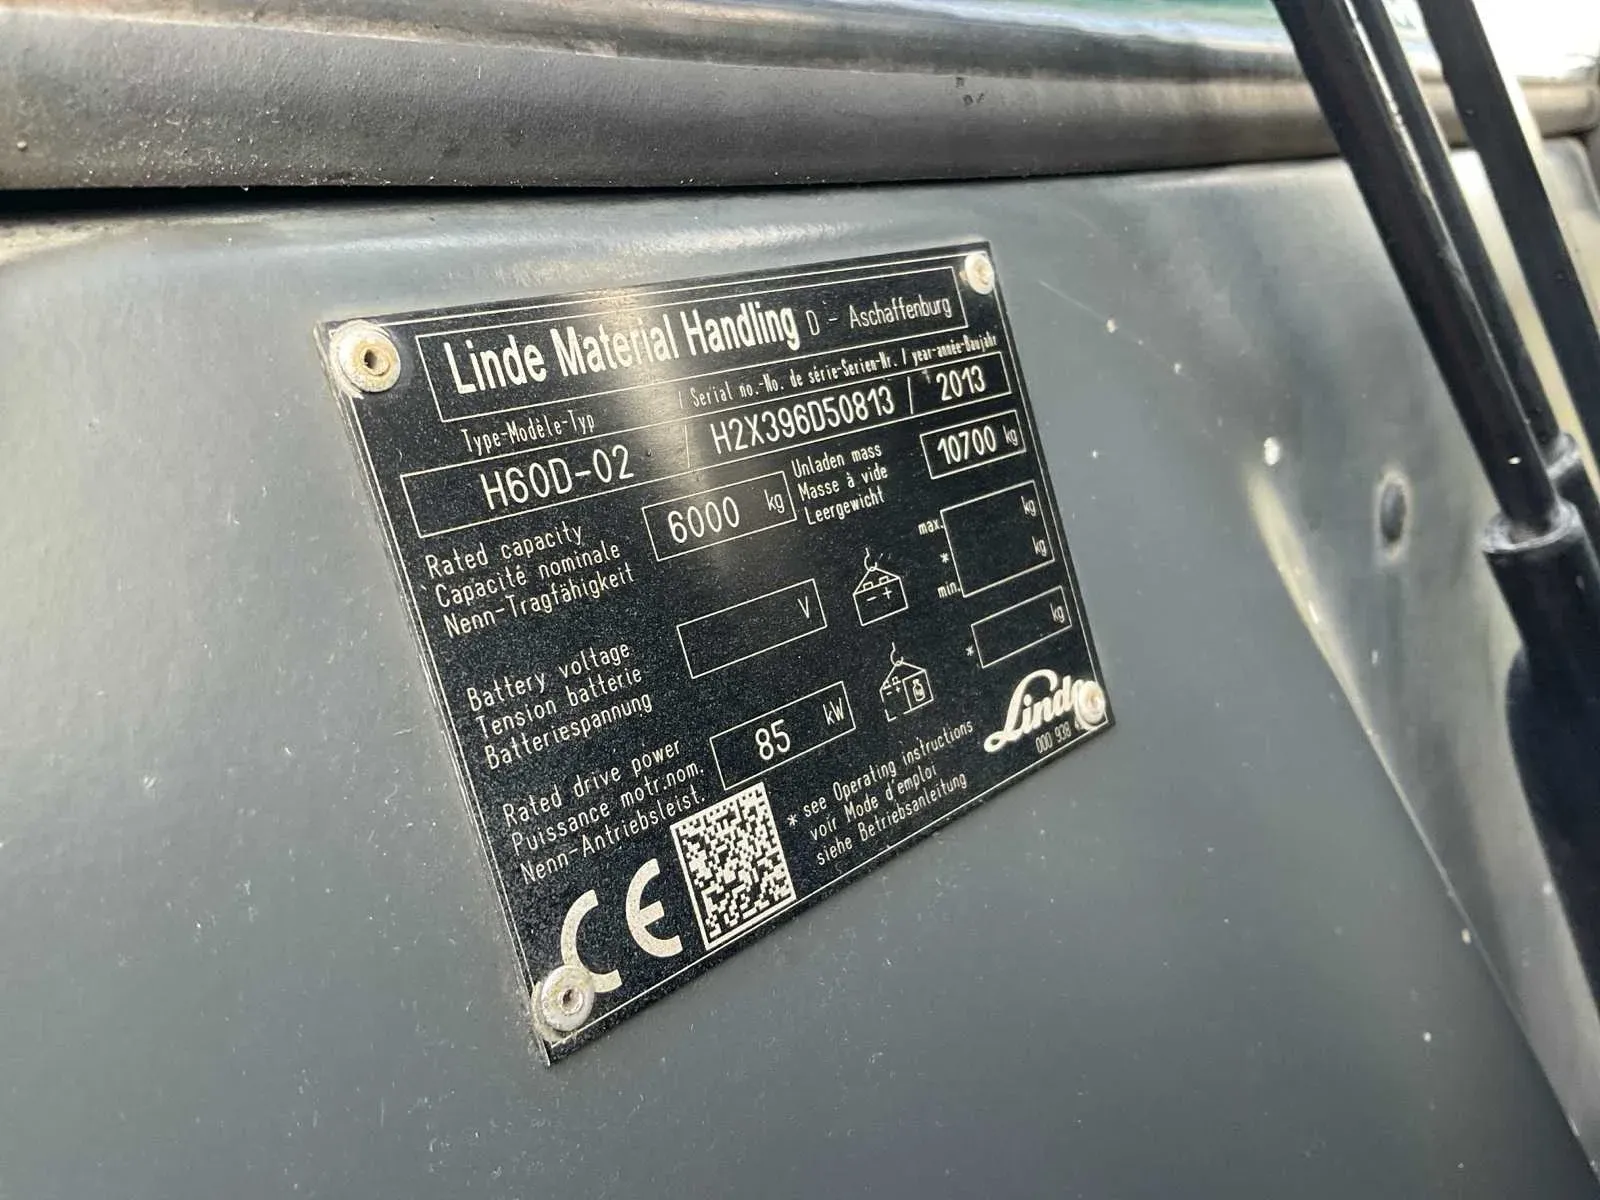 Linde Material Handling D - Aschaffenburg
Type-Modèle-Typ / Serial no.-No. de série-Serien-Nr. / year-année-Baujahr
H60D-02 / H2X396D50813 / 2013
Rated capacity
Capacité nominale
Nenn-Tragfähigkeit
6000 kg
Unladen mass
Masse à vide
Leergewicht
10700 kg
Battery voltage
Tension batterie
Batteriespannung
V
- +
max. kg
* kg
min.
Rated drive power
Puissance motr.nom.
Nenn-Antriebsleist.
85 kW
- +
* kg
CE
* see Operating instructions
voir Mode d'emploi
siehe Betriebsanleitung
Linde
000 938